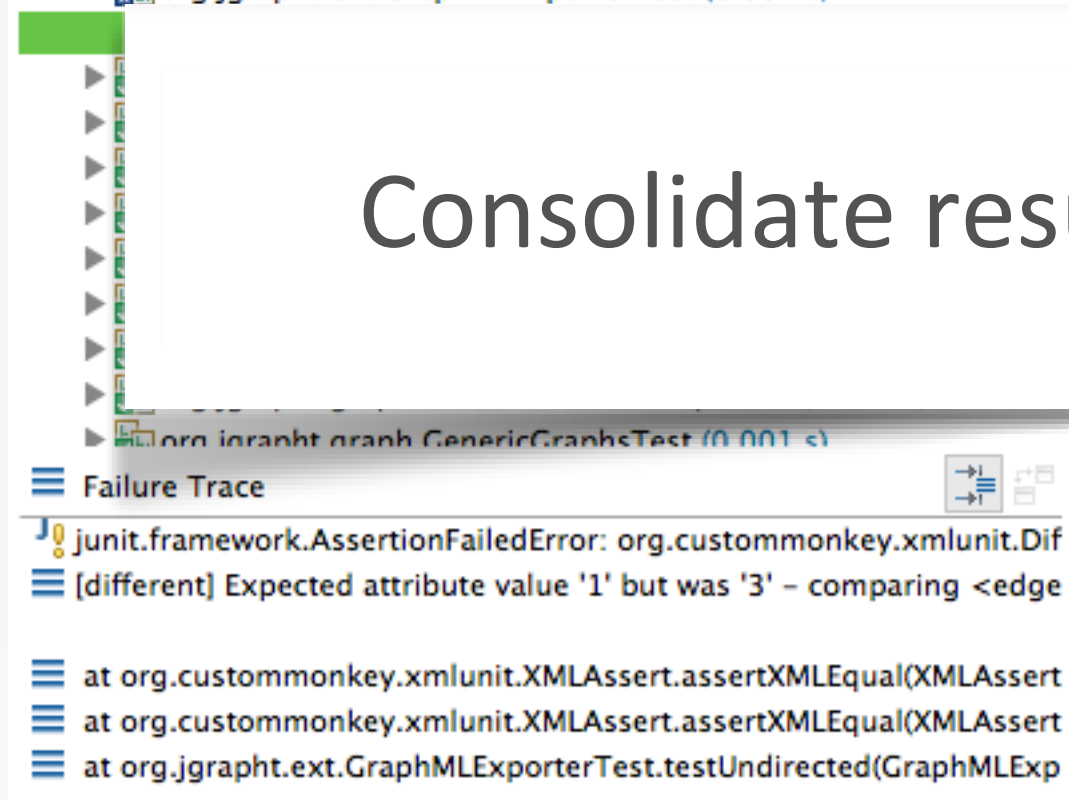 Consolidate
org.jgrapht.graph.GenericGraphsTest (0.001 s)
Failure Trace
junit.framework.AssertionFailedError: org.custommonkey.xmlunit.Dif
[different] Expected attribute value '1' but was '3' – comparing <edge
at org.custommonkey.xmlunit.XMLAssert.assertXMLEqual(XMLAssert
at org.custommonkey.xmlunit.XMLAssert.assertXMLEqual(XMLAssert
at org.jgrapht.ext.GraphMLExporterTest.testUndirected(GraphMLExp